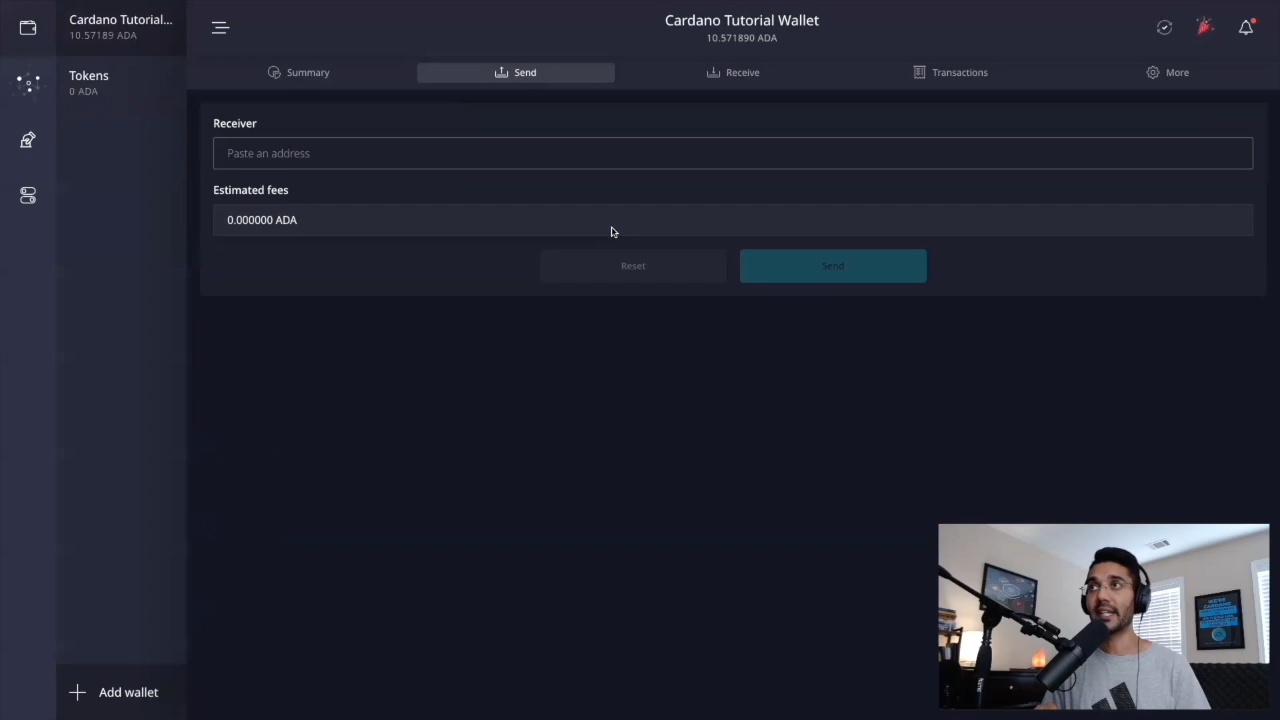 Cardano Tutorial...
10.57189 ADA
Tokens
0 ADA
Add wallet
Cardano Tutorial Wallet
10.571890 ADA
Summary
Send
Receive
Transactions
More
Receiver
Paste an address
Estimated fees
0.000000 ADA
Reset
Send